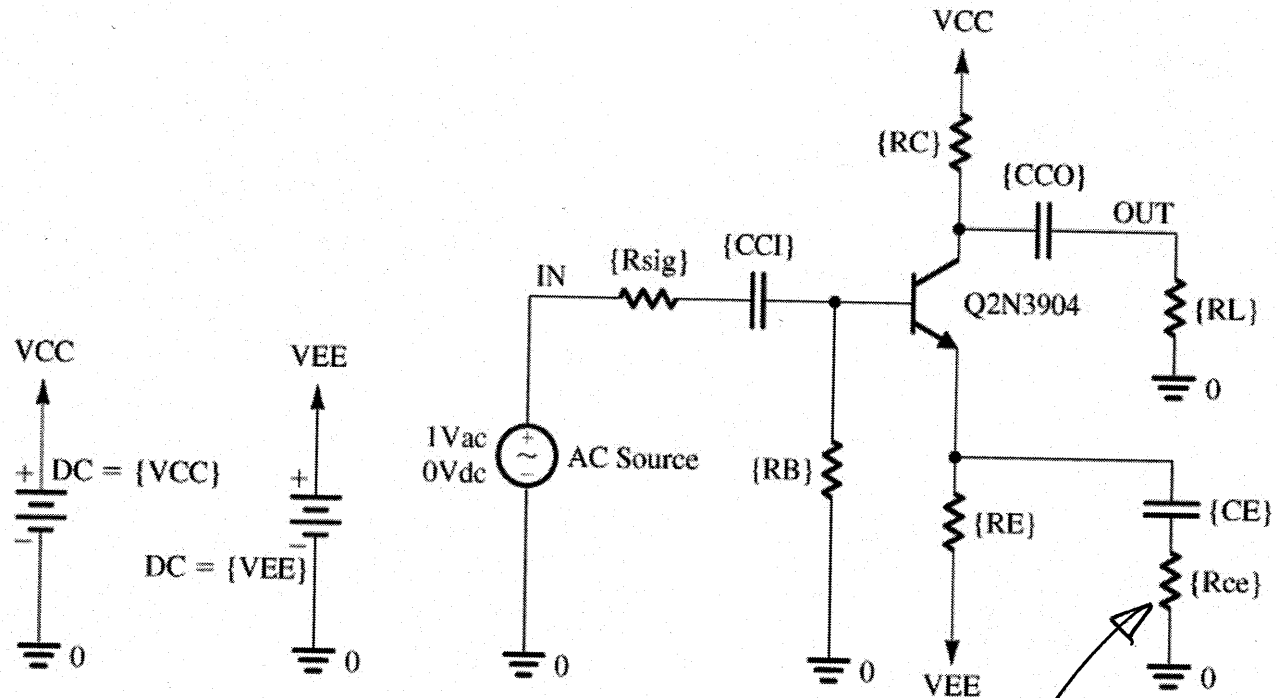 VCC
{RC}
{CCO}
OUT
{CCI}
{Rsig}
IN
Q2N3904
{RL}
0
VCC
VEE
1Vac
0Vdc
+
~
−
AC Source
+
DC = {VCC}
−
+
DC = {VEE}
−
{RB}
{RE}
{CE}
{Rce}
0
0
0
0
VEE
0